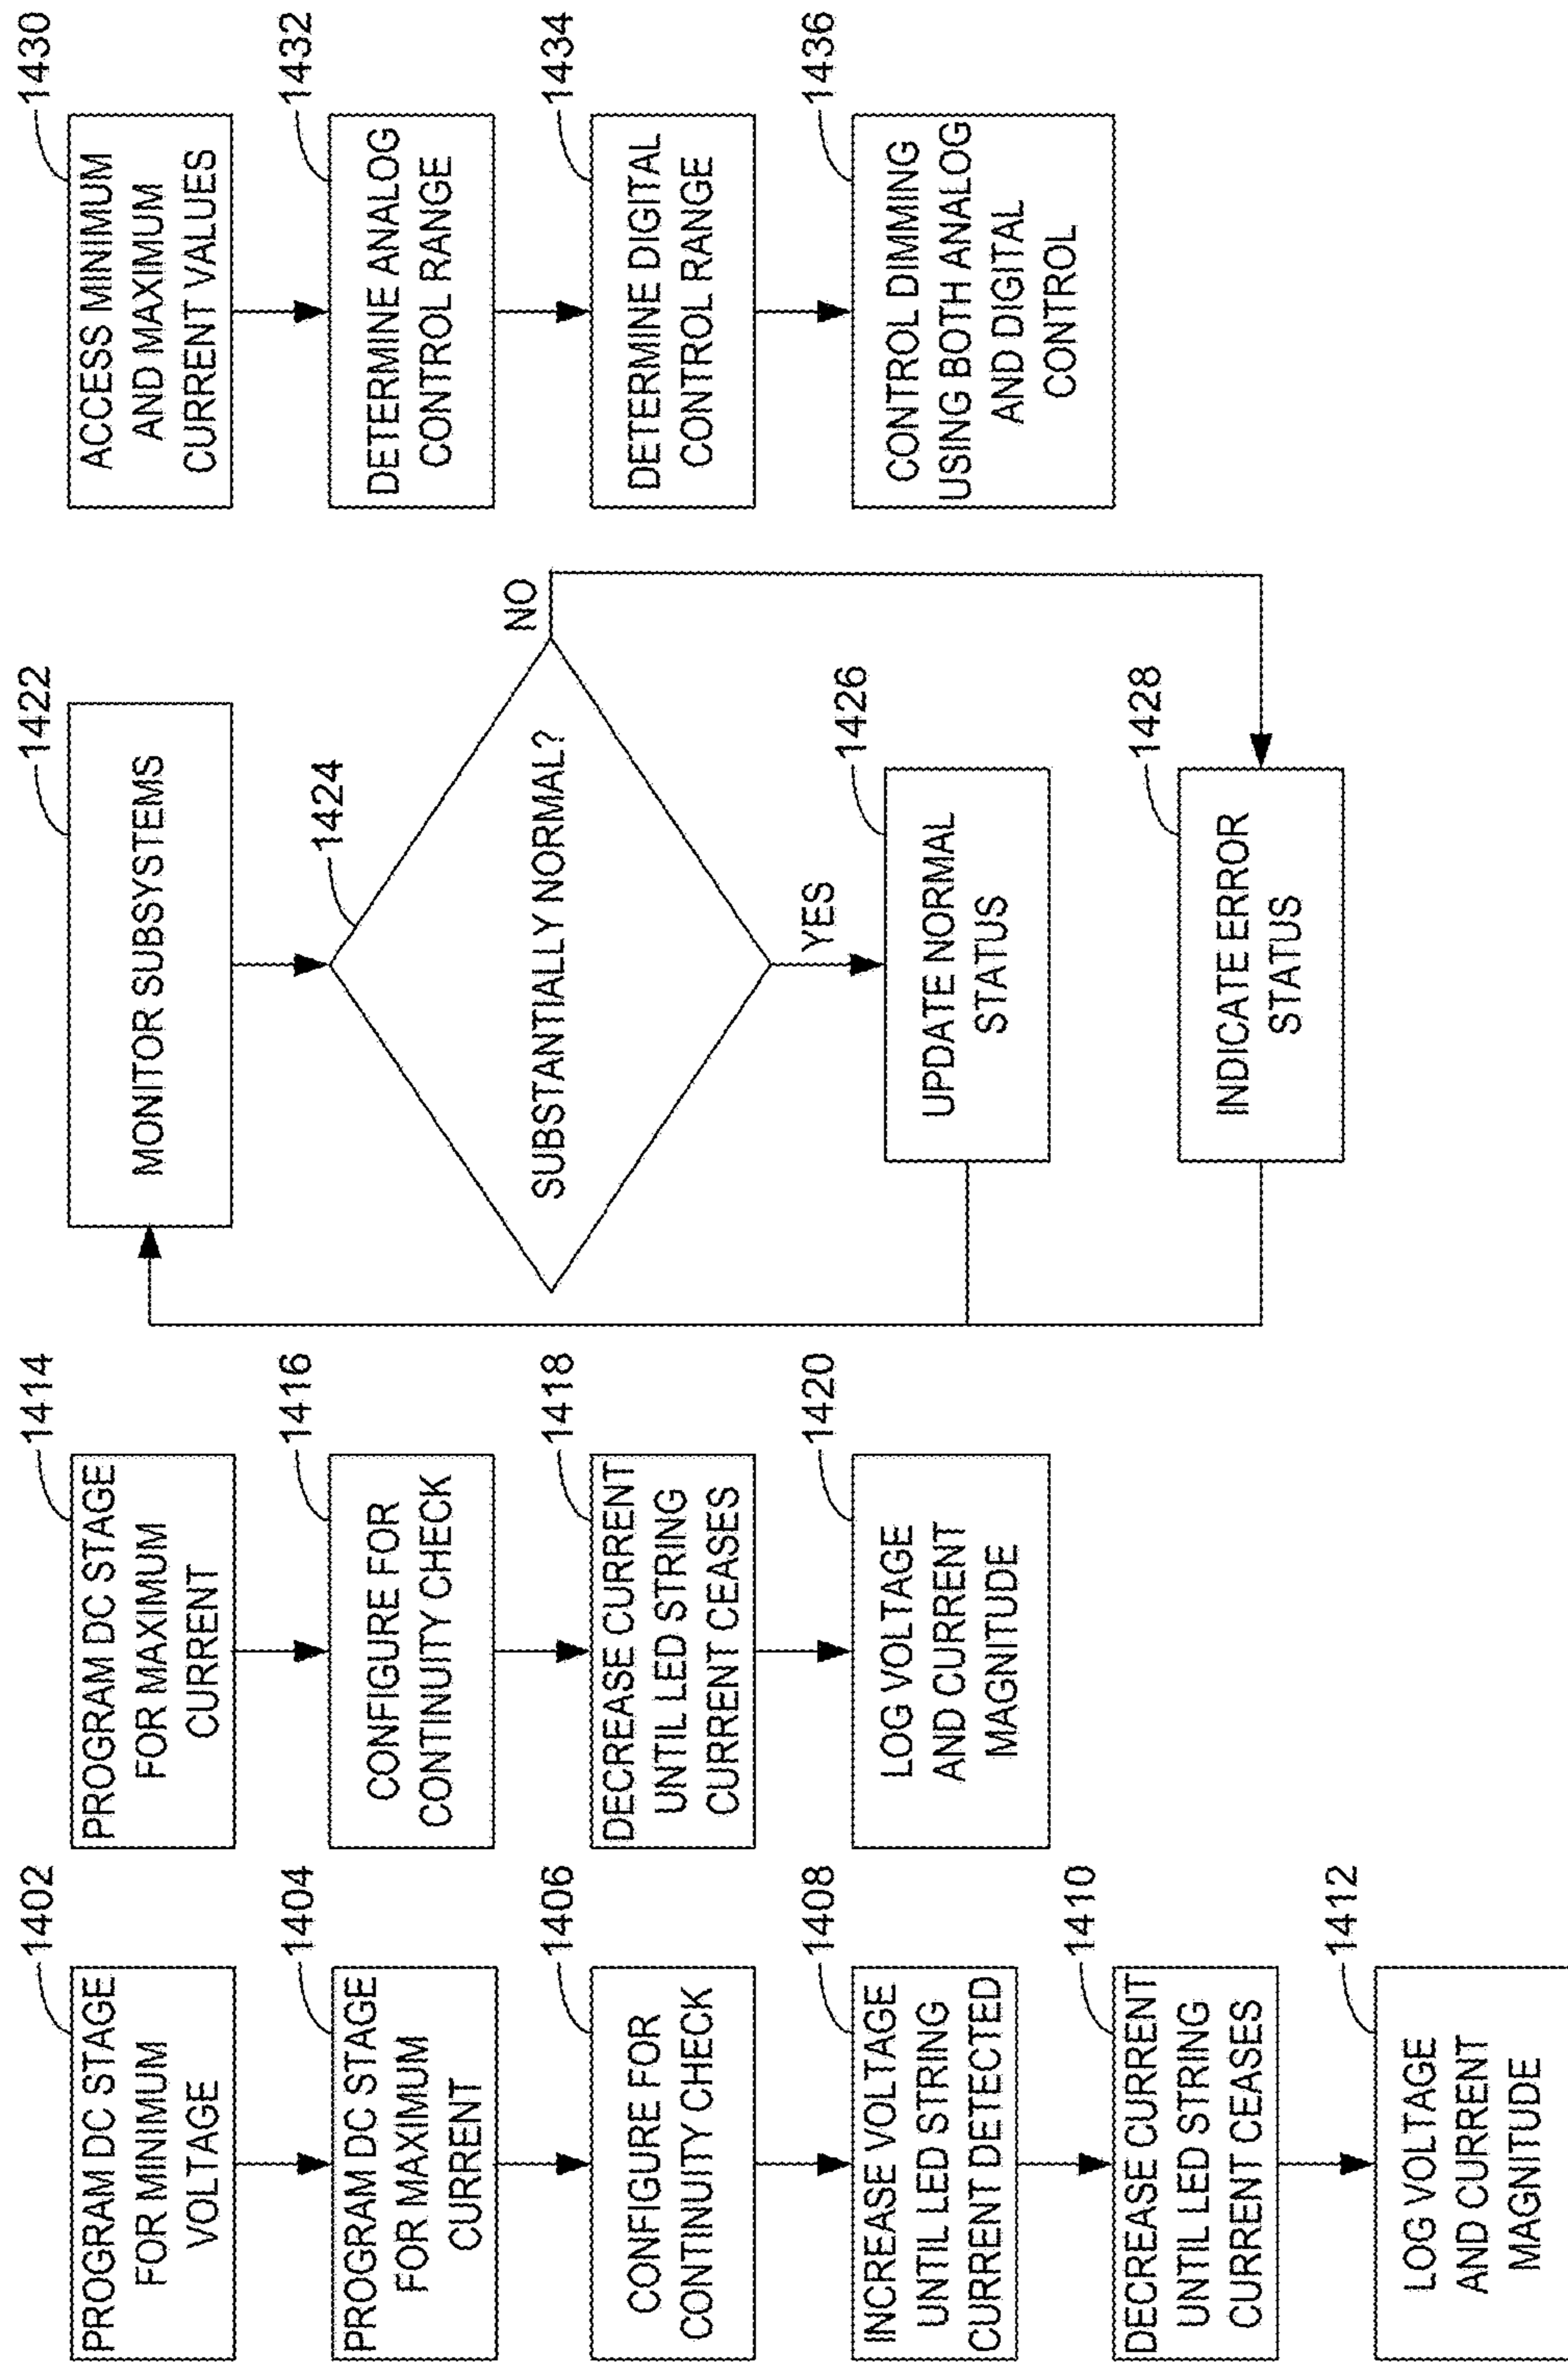 1402
PROGRAM DC STAGE
FOR MINIMUM
VOLTAGE
1404
PROGRAM DC STAGE
FOR MAXIMUM
CURRENT
1406
CONFIGURE FOR
CONTINUITY CHECK
1408
INCREASE VOLTAGE
UNTIL LED STRING
CURRENT DETECTED
1410
DECREASE CURRENT
UNTIL LED STRING
CURRENT CEASES
1412
LOG VOLTAGE
AND CURRENT
MAGNITUDE
1414
PROGRAM DC STAGE
FOR MAXIMUM
CURRENT
1416
CONFIGURE FOR
CONTINUITY CHECK
1418
DECREASE CURRENT
UNTIL LED STRING
CURRENT CEASES
1420
LOG VOLTAGE
AND CURRENT
MAGNITUDE
1422
MONITOR SUBSYSTEMS
1424
SUBSTANTIALLY NORMAL?
NO
YES
1426
UPDATE NORMAL
STATUS
1428
INDICATE ERROR
STATUS
1430
ACCESS MINIMUM
AND MAXIMUM
CURRENT VALUES
1432
DETERMINE ANALOG
CONTROL RANGE
1434
DETERMINE DIGITAL
CONTROL RANGE
1436
CONTROL DIMMING
USING BOTH ANALOG
AND DIGITAL
CONTROL